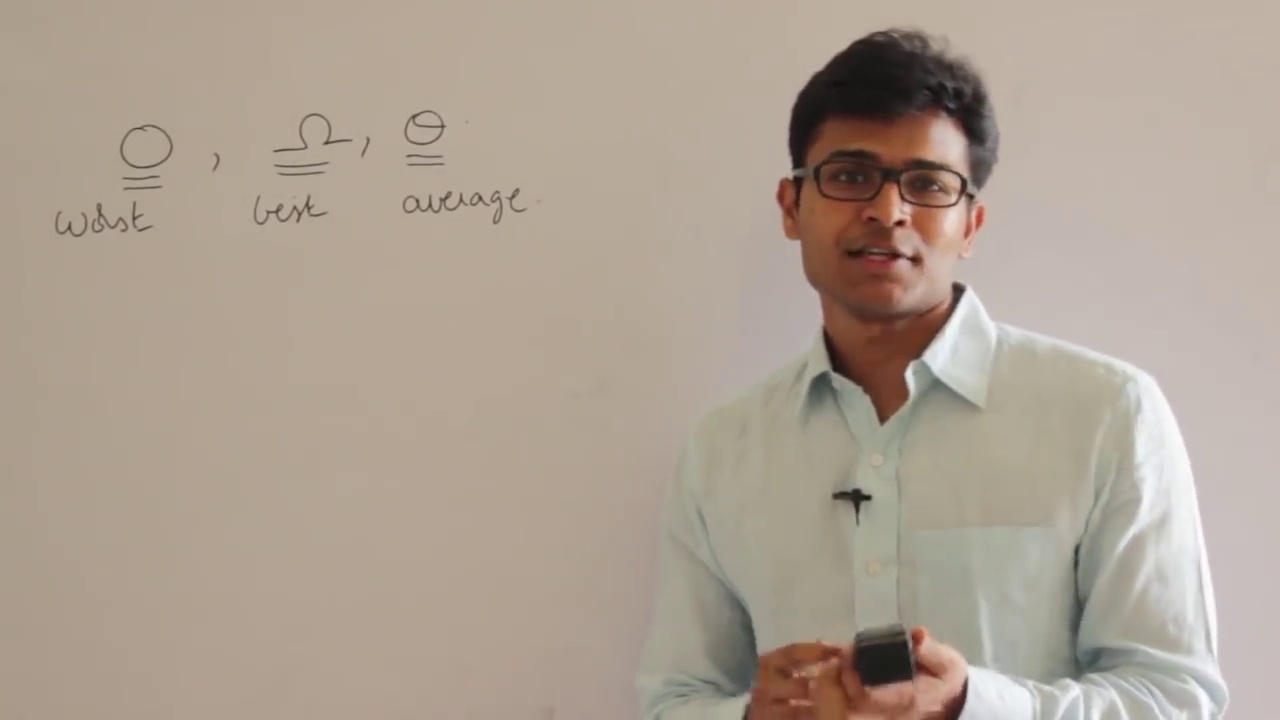 O , Ω , Θ
worst best average